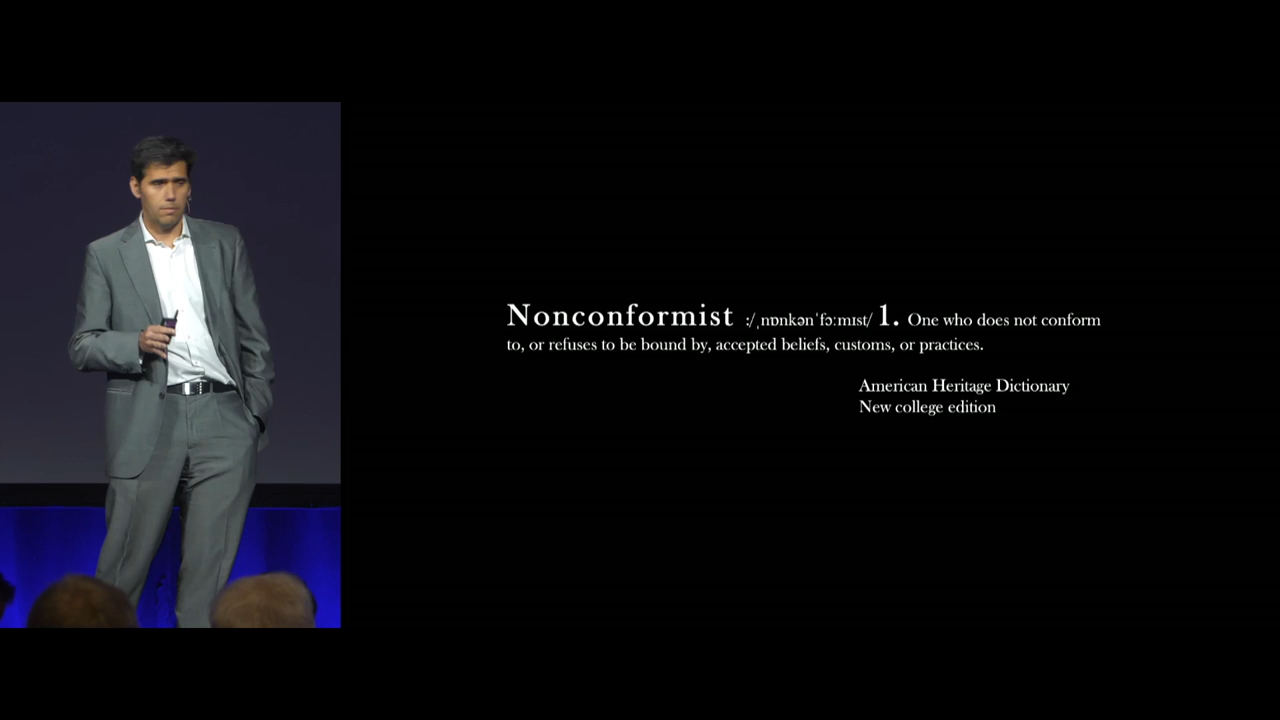 Nonconformist :/ˌnɒnkənˈfɔːmɪst/ 1. One who does not conform
to, or refuses to be bound by, accepted beliefs, customs, or practices.
American Heritage Dictionary
New college edition